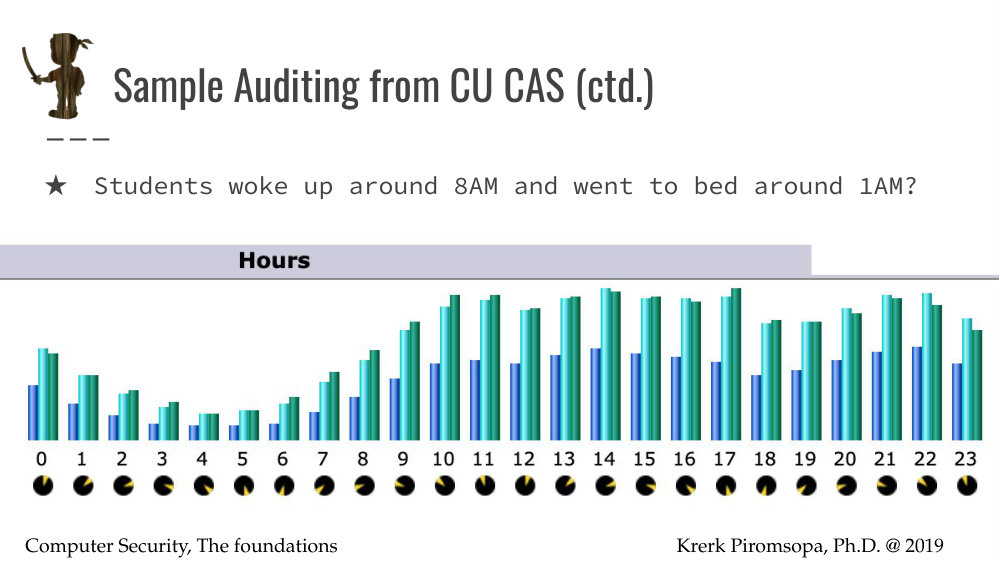 Sample Auditing from CU CAS (ctd.)
★ Students woke up around 8AM and went to bed around 1AM?
Hours
0 1 2 3 4 5 6 7 8 9 10 11 12 13 14 15 16 17 18 19 20 21 22 23
Computer Security, The foundations
Krerk Piromsopa, Ph.D. @ 2019